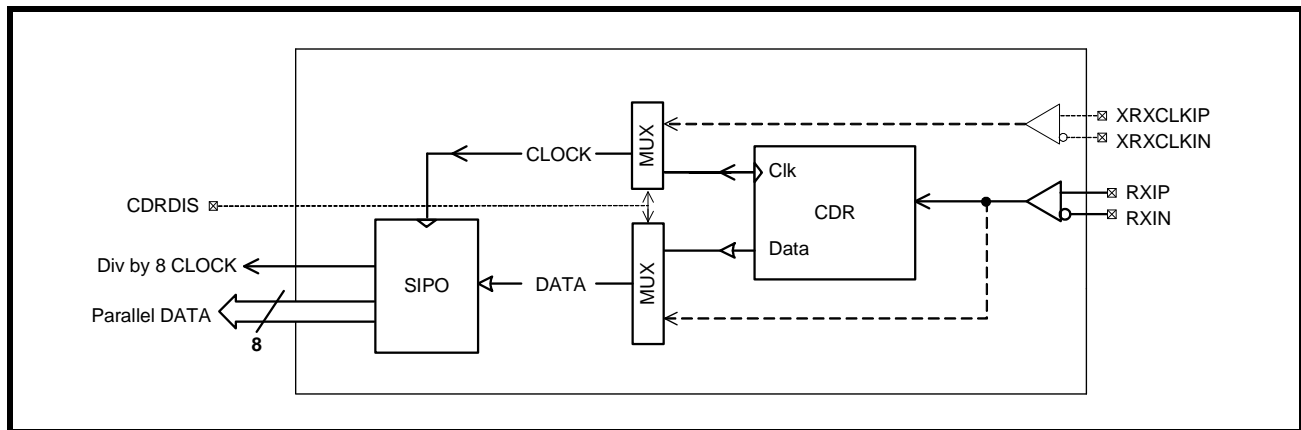 XRXCLKIP
XRXCLKIN
MUX
CLOCK
Clk
CDR
RXIP
RXIN
CDRDIS
Data
MUX
Div by 8 CLOCK
SIPO
DATA
Parallel DATA
8